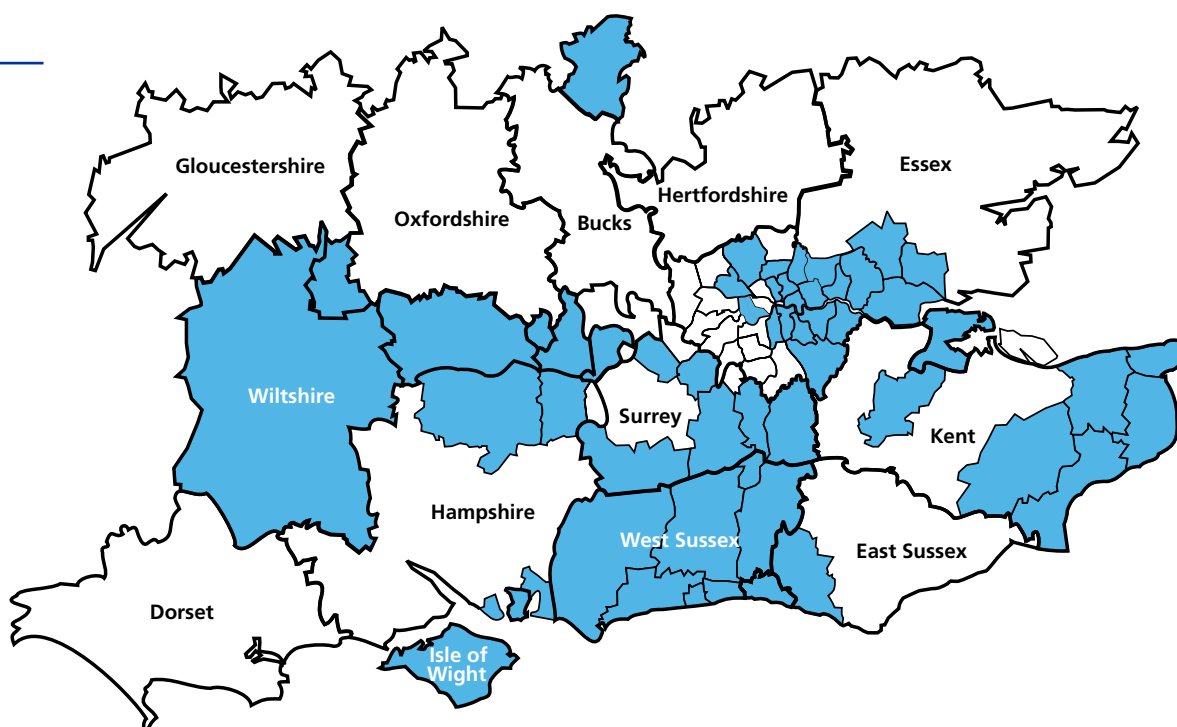 Gloucestershire
Oxfordshire
Bucks
Hertfordshire
Essex
Wiltshire
Surrey
Kent
Hampshire
West Sussex
East Sussex
Dorset
Isle of
Wight